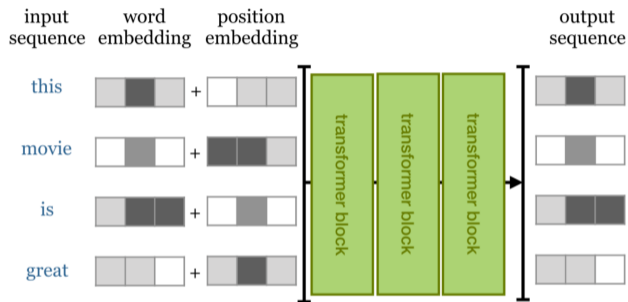 input word position output
sequence embedding embedding sequence
this
+
movie
+
is
+
great
+
transformer block
transformer block
transformer block